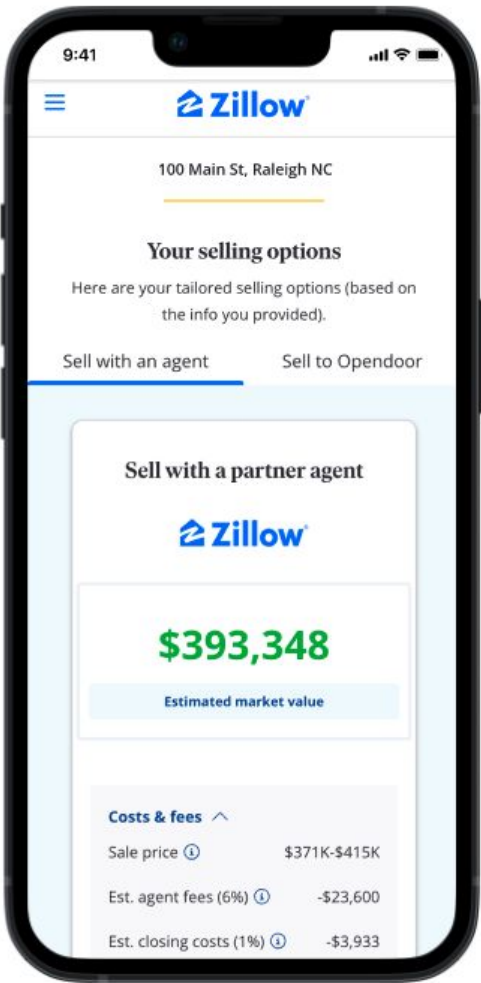 9:41
Zillow
100 Main St, Raleigh NC
Your selling options
Here are your tailored selling options (based on
the info you provided).
Sell with an agent
Sell to Opendoor
Sell with a partner agent
Zillow
$393,348
Estimated market value
Costs & fees
Sale price $371K-$415K
Est. agent fees (6%) -$23,600
Est. closing costs (1%) -$3,933